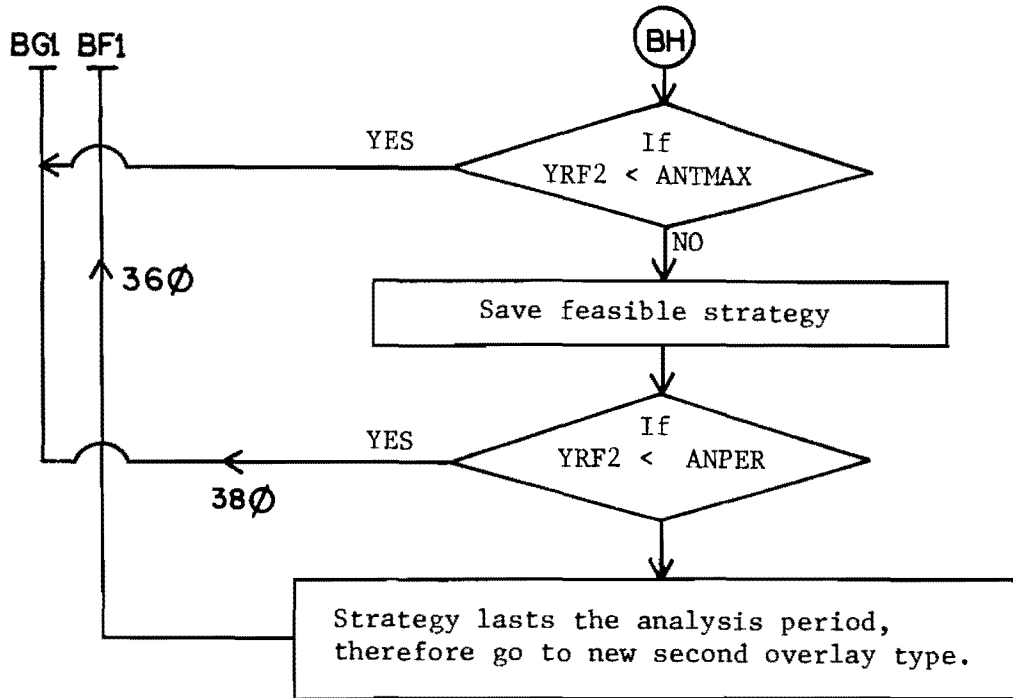 BG1 BF1
BH
YES
If
YRF2 < ANTMAX
NO
36Ø
Save feasible strategy
YES
If
YRF2 < ANPER
38Ø
Strategy lasts the analysis period,
therefore go to new second overlay type.